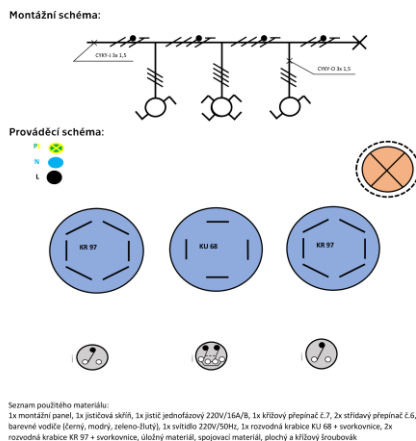 Montážní schéma:
CYKY-J 3x 1,5
CYKY-O 3x 1,5
Prováděcí schéma:
PE
N
L
KR 97
KU 68
KR 97
Seznam použitého materiálu:
1x montážní panel, 1x jističová skříň, 1x jistič jednofázový 220V/16A/B, 1x křížový přepínač č.7, 2x střídavý přepínač č.6,
barevné vodiče (černý, modrý, zeleno-žlutý), 1x svítidlo 220V/50Hz, 1x rozvodná krabice KU 68 + svorkovnice, 2x
rozvodná krabice KR 97 + svorkovnice, úložný materiál, spojovací materiál, plochý a křížový šroubovák